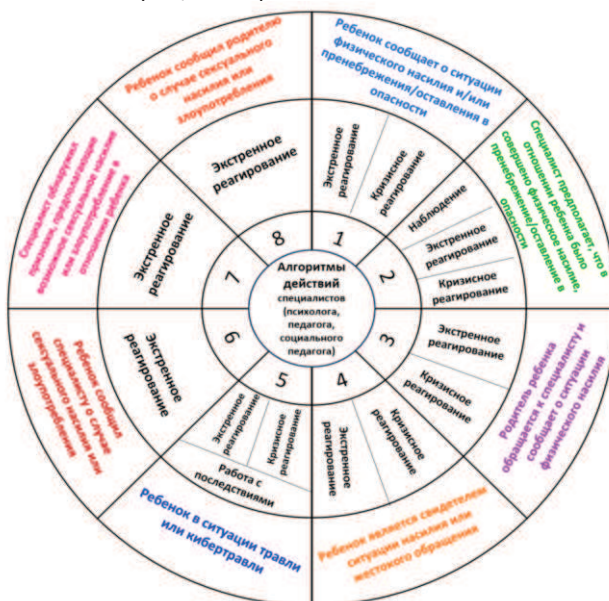 Алгоритмы
действий
специалистов
(психолога,
педагога,
социального
педагога)
1
Ребенок сообщает о ситуации
физического насилия и/или
пренебрежения/оставления в
опасности
Экстренное
реагирование
Кризисное
реагирование
2
Специалист предполагает, что в
отношении ребенка было
совершено физическое насилие,
пренебрежение/оставление в
опасности
Наблюдение
Экстренное
реагирование
Кризисное
реагирование
3
Родитель ребенка
обращается к специалисту и
сообщает о ситуации
физического насилия
Экстренное
реагирование
Кризисное
реагирование
4
Ребенок является свидетелем
ситуации насилия или
жестокого обращения
Экстренное
реагирование
Кризисное
реагирование
5
Ребенок в ситуации травли
или кибертравли
Экстренное
реагирование
Кризисное
реагирование
Работа с
последствиями
6
Ребенок сообщил
специалисту о случае
сексуального насилия или
злоупотребления
Экстренное
реагирование
7
Специалист обнаружил
признаки, предполагающие
возможное сексуальное насилие
или злоупотребление в
отношении ребенка
Экстренное
реагирование
8
Ребенок сообщил родителю
о случае сексуального
насилия или
злоупотребления
Экстренное
реагирование